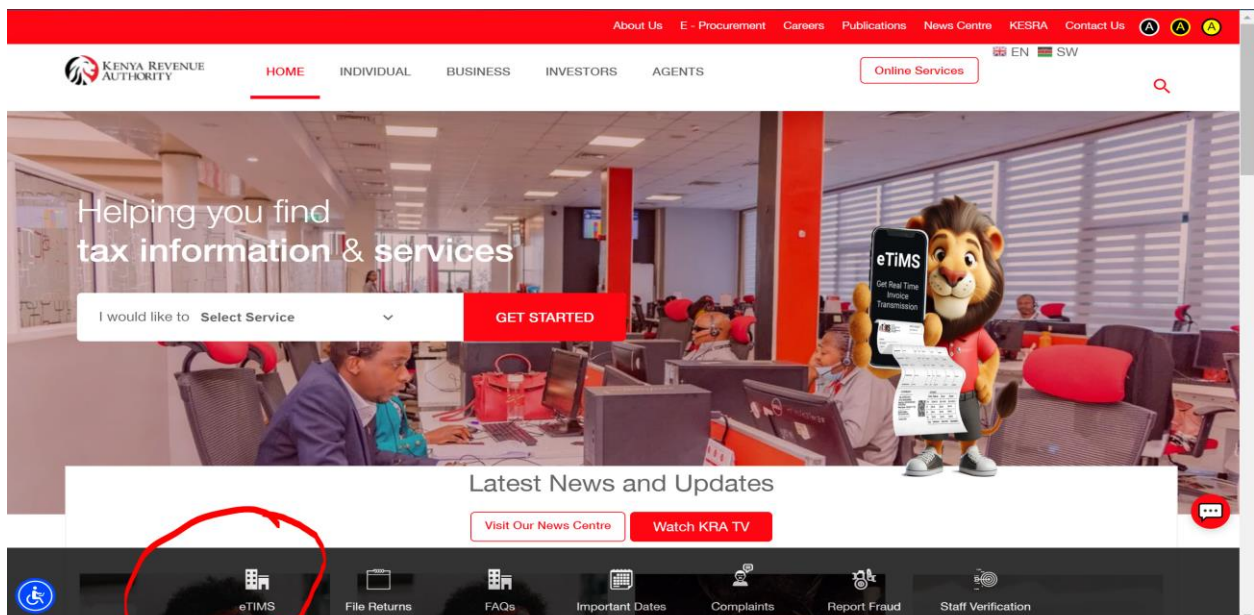 About Us E - Procurement Careers Publications News Centre KESRA Contact Us A A A
EN SW
KENYA REVENUE
AUTHORITY
HOME INDIVIDUAL BUSINESS INVESTORS AGENTS
Online Services
Helping you find
tax information & services
I would like to Select Service
GET STARTED
eTiMS
Get Real Time
Invoice
Transmission
Latest News and Updates
Visit Our News Centre
Watch KRA TV
eTIMS File Returns FAQs Important Dates Complaints Report Fraud Staff Verification